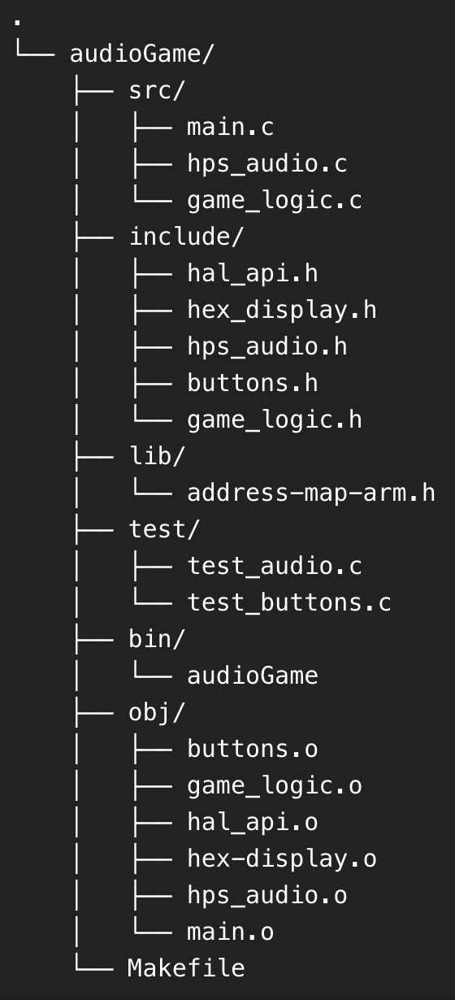 .
└── audioGame/
    ├── src/
    │   ├── main.c
    │   ├── hps_audio.c
    │   └── game_logic.c
    ├── include/
    │   ├── hal_api.h
    │   ├── hex_display.h
    │   ├── hps_audio.h
    │   ├── buttons.h
    │   └── game_logic.h
    ├── lib/
    │   └── address-map-arm.h
    ├── test/
    │   ├── test_audio.c
    │   └── test_buttons.c
    ├── bin/
    │   └── audioGame
    ├── obj/
    │   ├── buttons.o
    │   ├── game_logic.o
    │   ├── hal_api.o
    │   ├── hex-display.o
    │   ├── hps_audio.o
    │   └── main.o
    └── Makefile